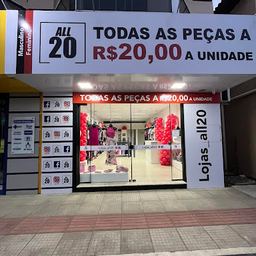 Masculino
Feminino
ALL
20
TODAS AS PEÇAS A
R$20,00 A UNIDADE
TODAS AS PEÇAS A R$20,00 A UNIDADE
Lojas_all20